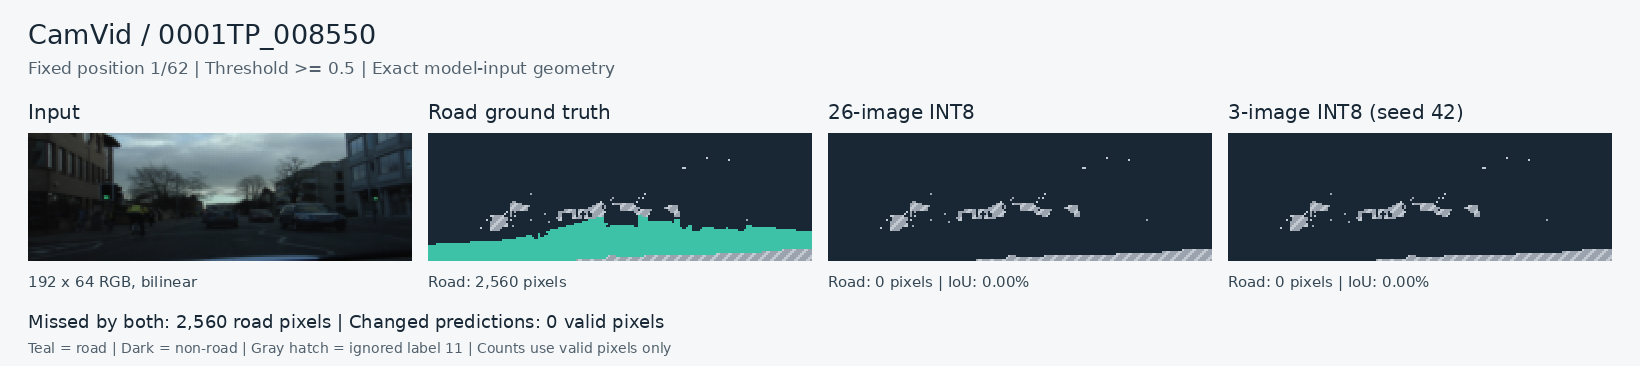 CamVid / 0001TP_008550
Fixed position 1/62 | Threshold >= 0.5 | Exact model-input geometry
Input
Road ground truth
26-image INT8
3-image INT8 (seed 42)
192 x 64 RGB, bilinear
Road: 2,560 pixels
Road: 0 pixels | IoU: 0.00%
Road: 0 pixels | IoU: 0.00%
Missed by both: 2,560 road pixels | Changed predictions: 0 valid pixels
Teal = road | Dark = non-road | Gray hatch = ignored label 11 | Counts use valid pixels only